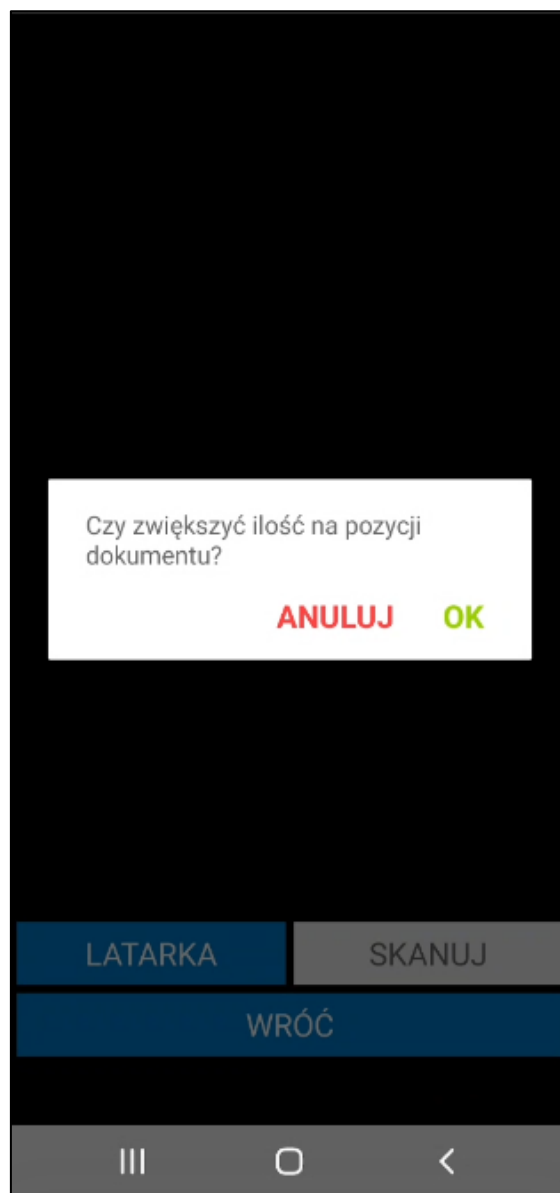 Czy zwiększyć ilość na pozycji
dokumentu?
ANULUJ OK
LATARKA SKANUJ
WRÓĆ